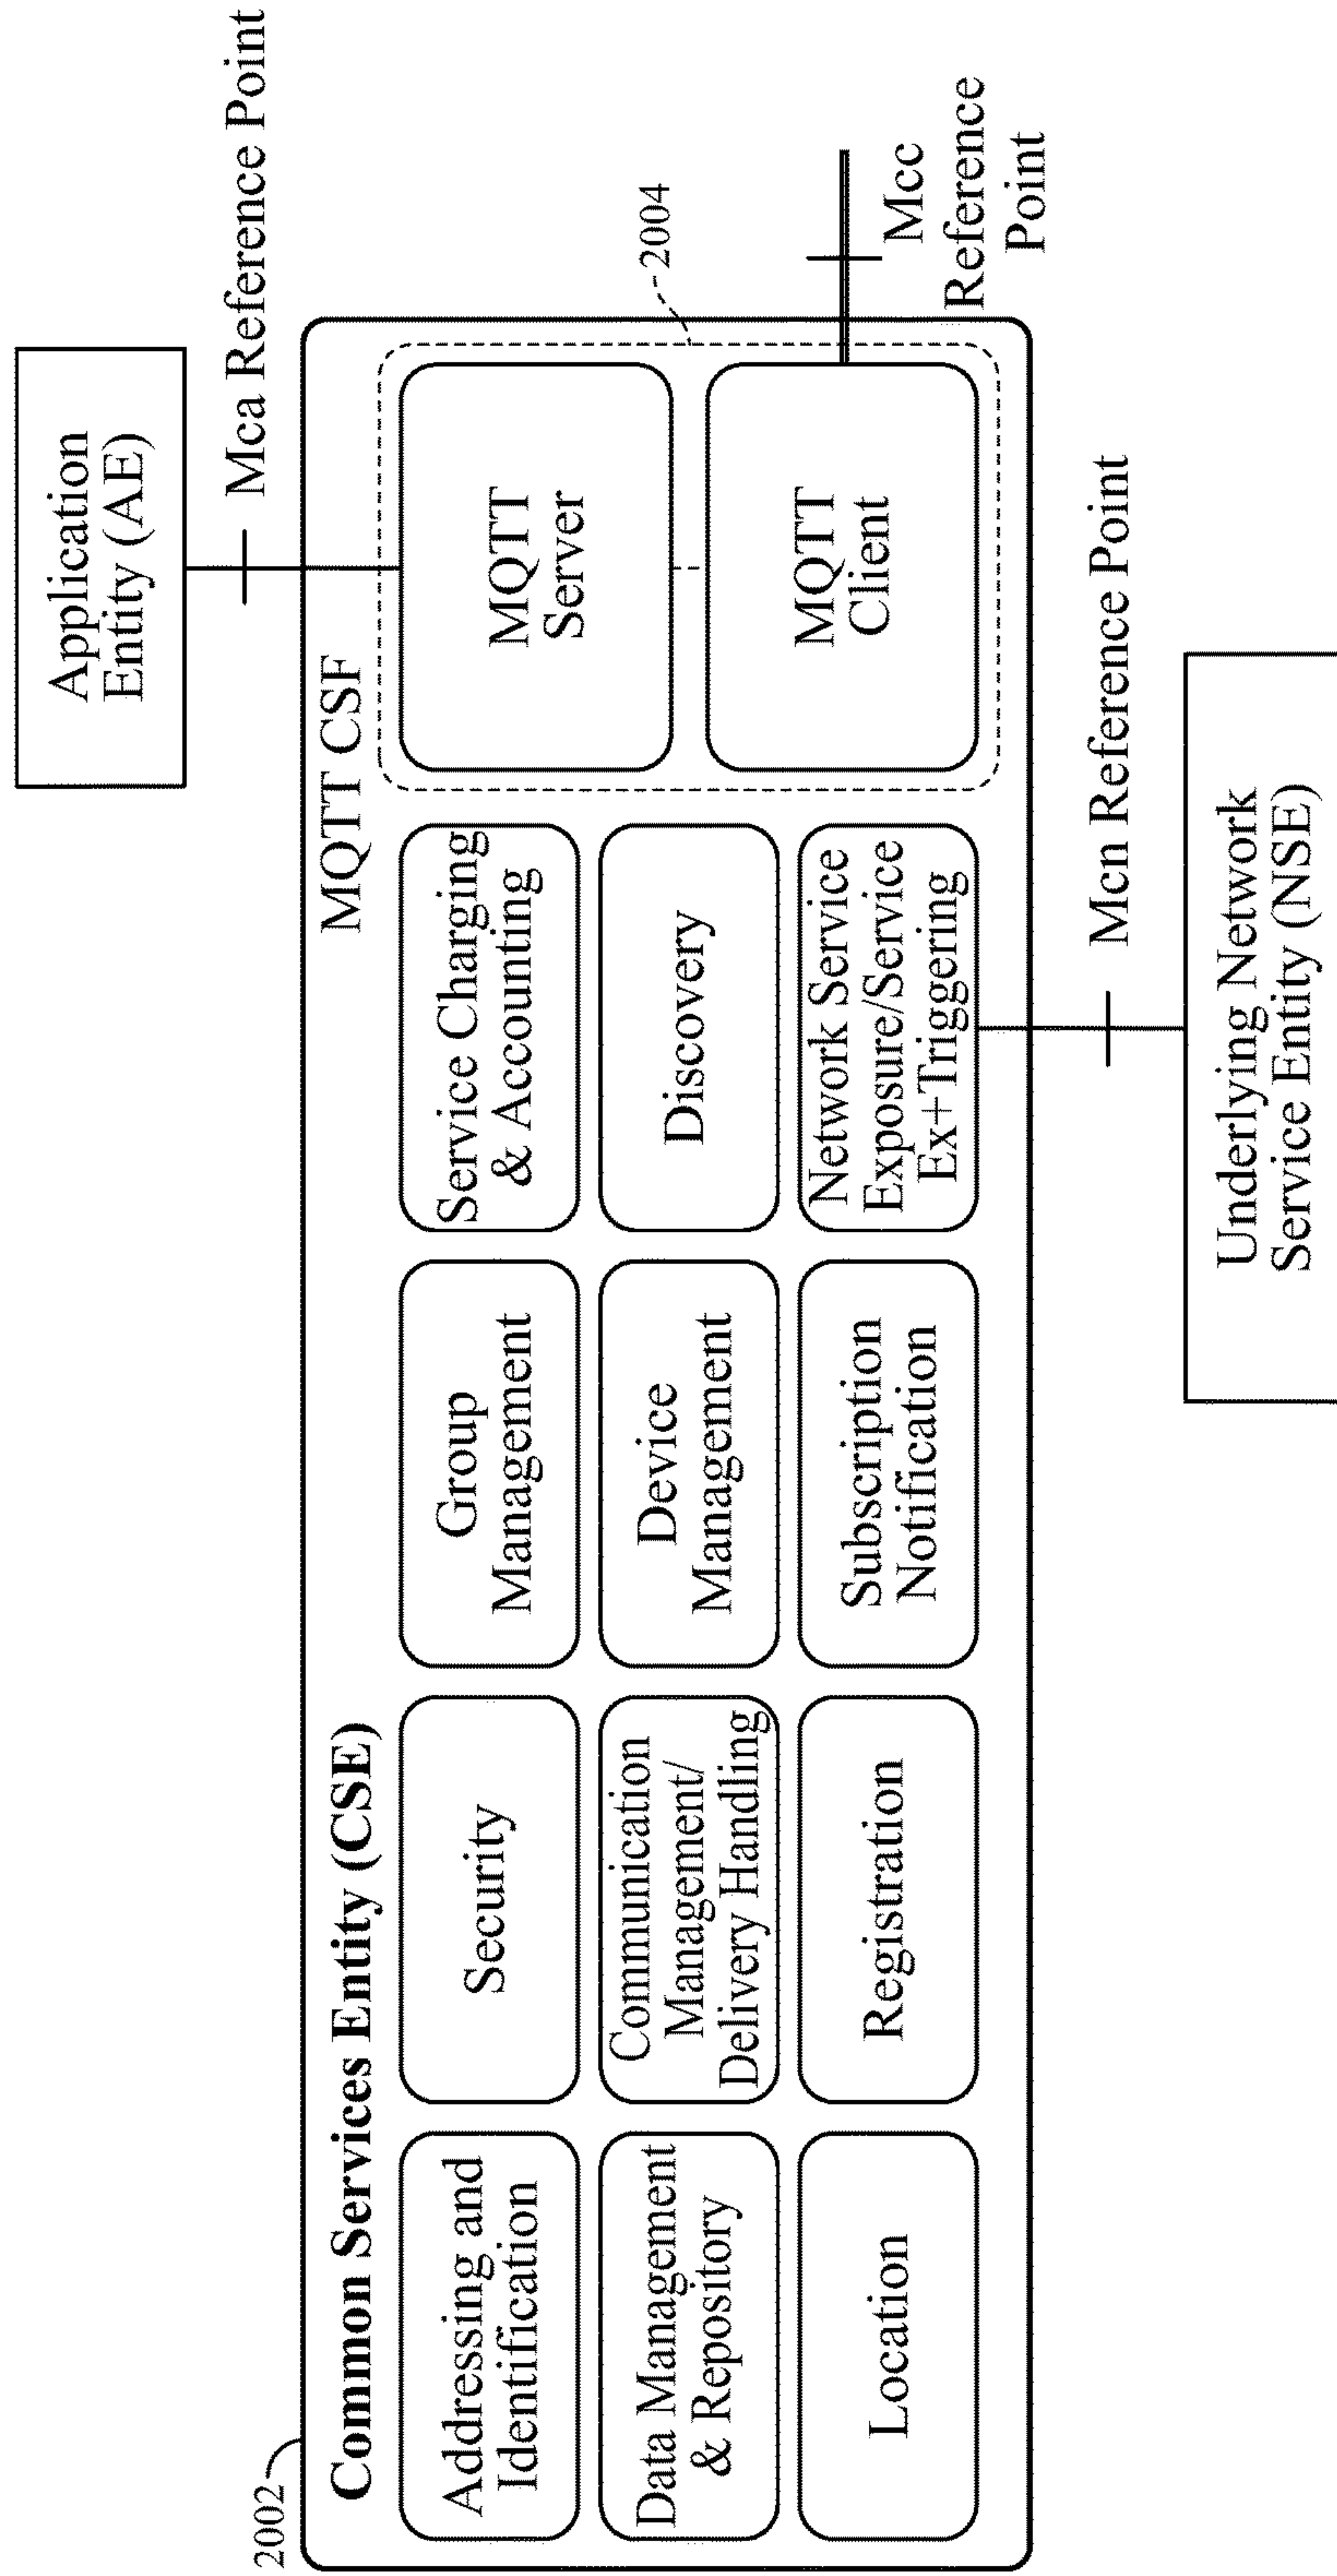 Application
Entity (AE)
Mca Reference Point
2002
Common Services Entity (CSE)
MQTT CSF
Addressing and
Identification
Security
Group
Management
Service Charging
& Accounting
MQTT
Server
2004
Data Management
& Repository
Communication
Management/
Delivery Handling
Device
Management
Discovery
Location
Registration
Subscription
Notification
Network Service
Exposure/Service
Ex+Triggering
MQTT
Client
Mcc
Reference
Point
Mcn Reference Point
Underlying Network
Service Entity (NSE)